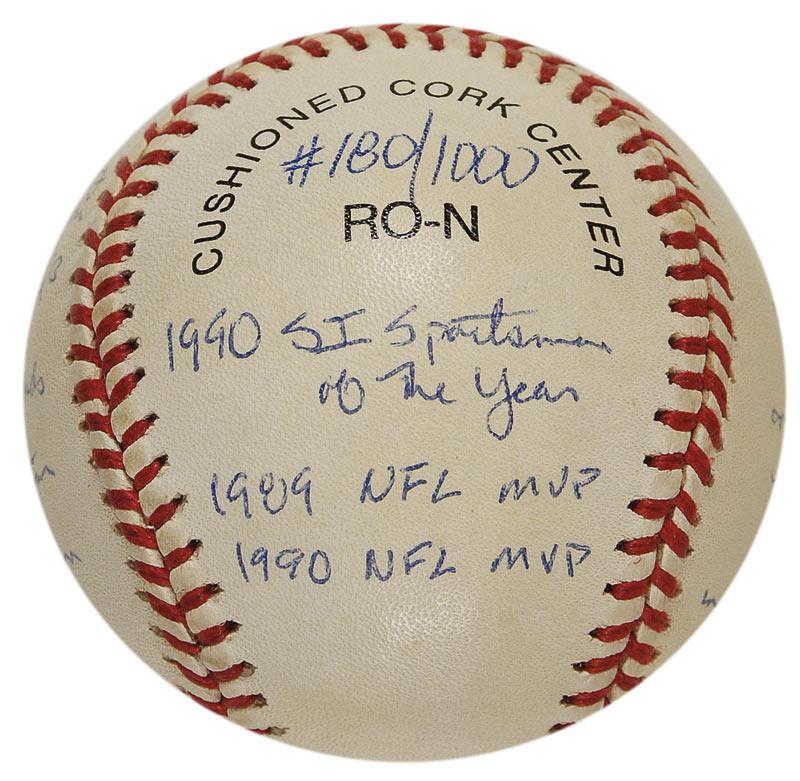 CUSHIONED CORK CENTER
#180/1000
RO-N
1990 SI Sportsman
of The Year
1989 NFL MVP
1990 NFL MVP